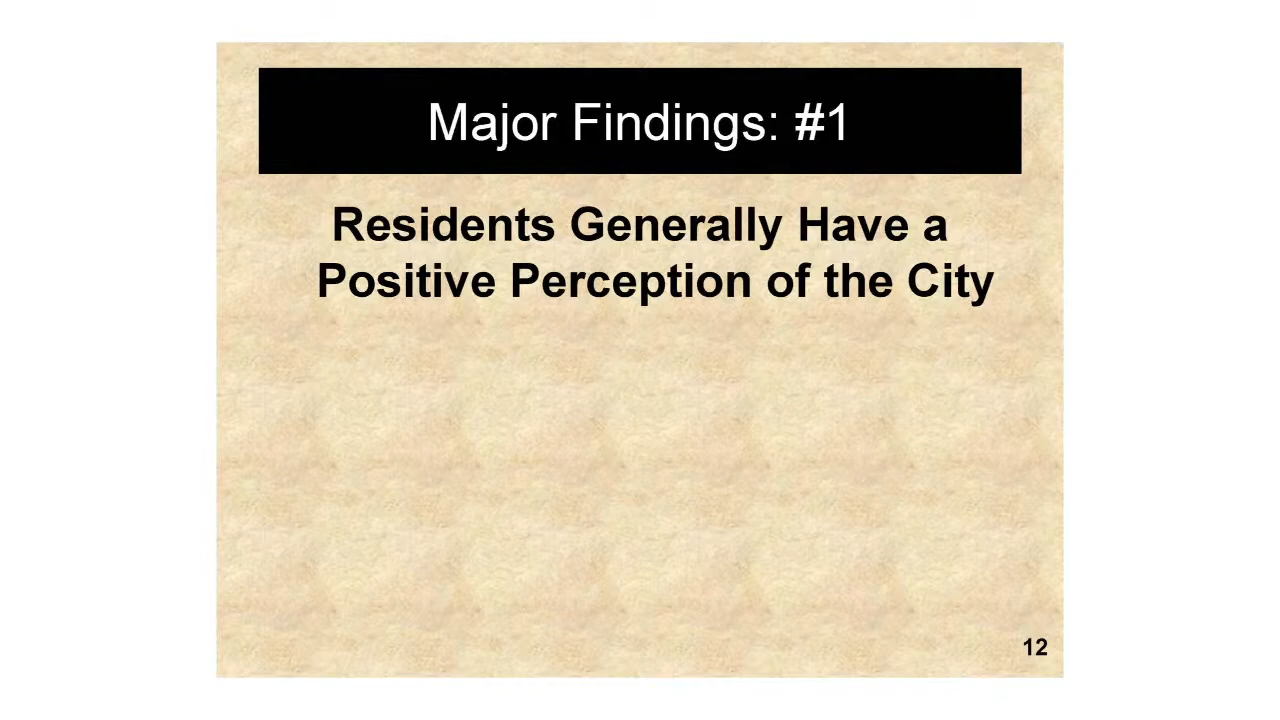 Major Findings: #1
Residents Generally Have a
Positive Perception of the City
12